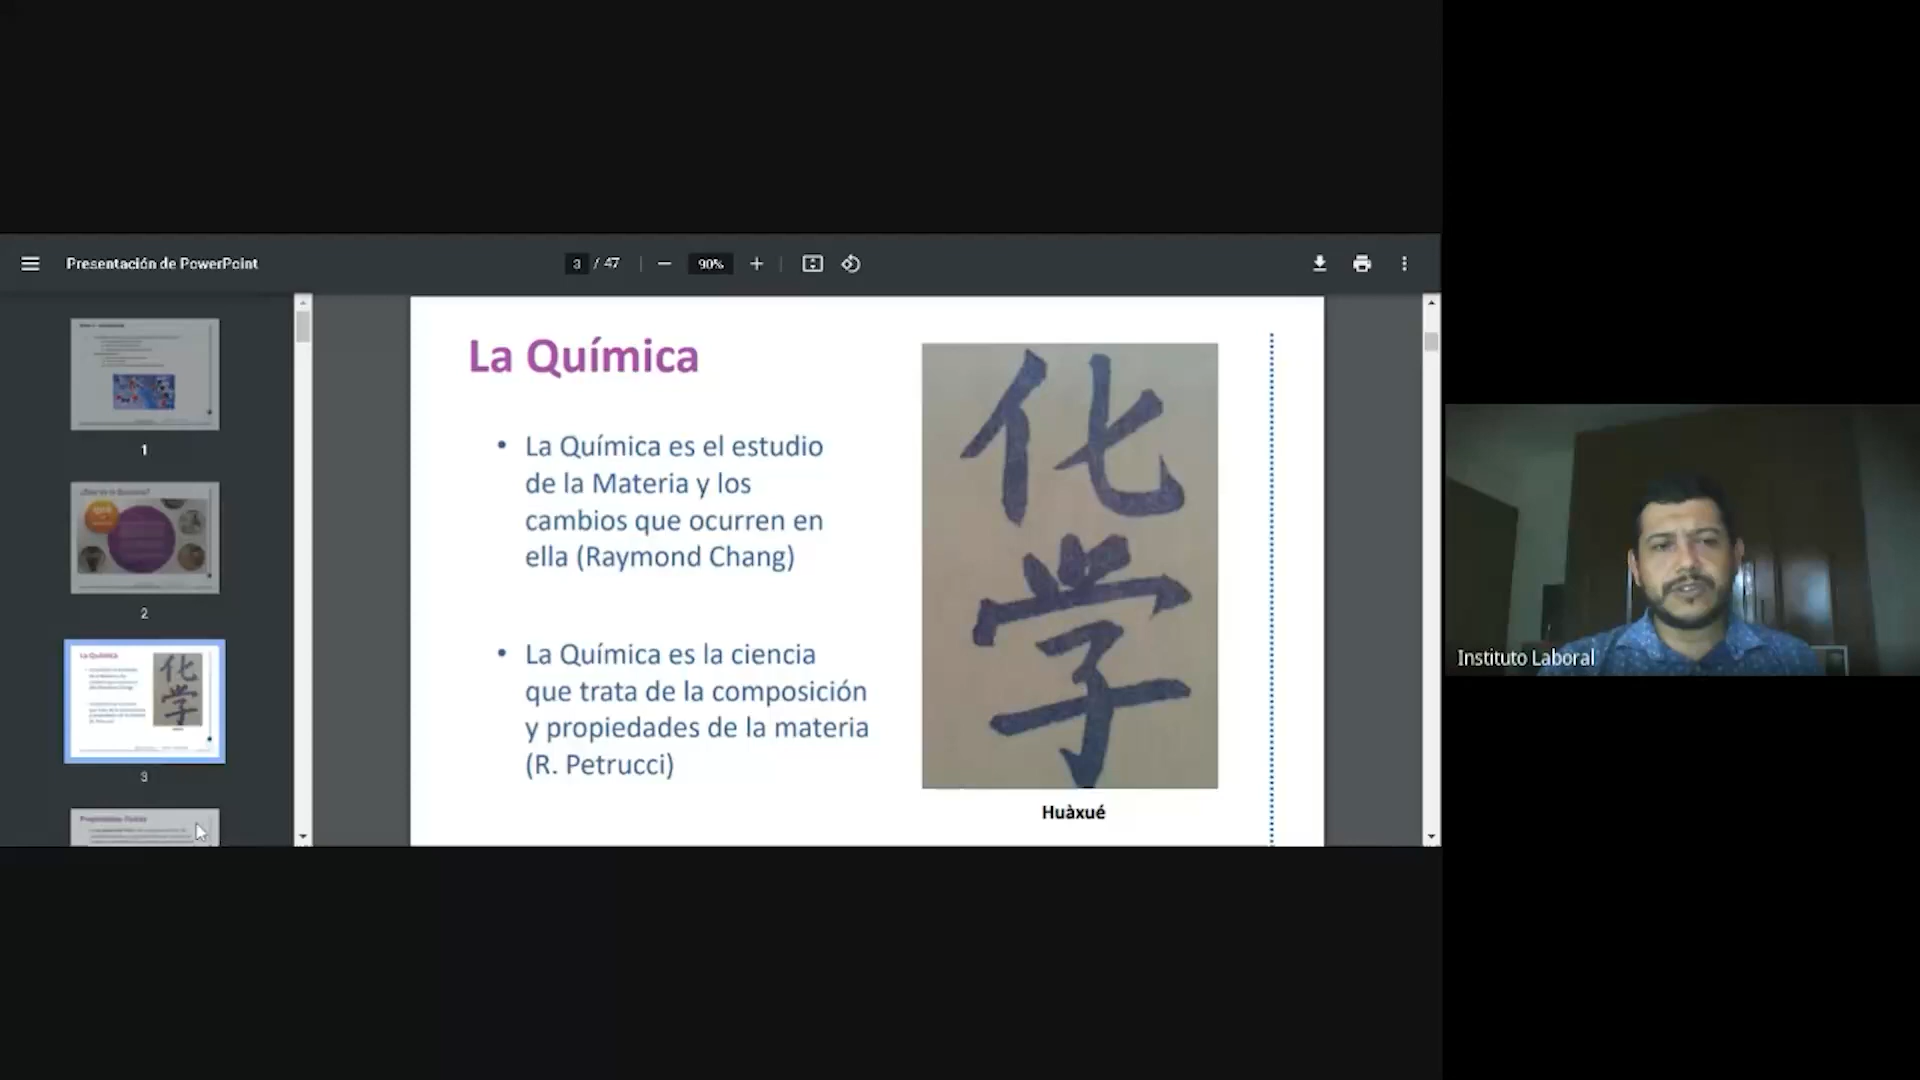 Presentación de PowerPoint
3 / 47
90%
1
2
3
La Química
• La Química es el estudio
de la Materia y los
cambios que ocurren en
ella (Raymond Chang)
• La Química es la ciencia
que trata de la composición
y propiedades de la materia
(R. Petrucci)
化
学
Huàxué
Instituto Laboral